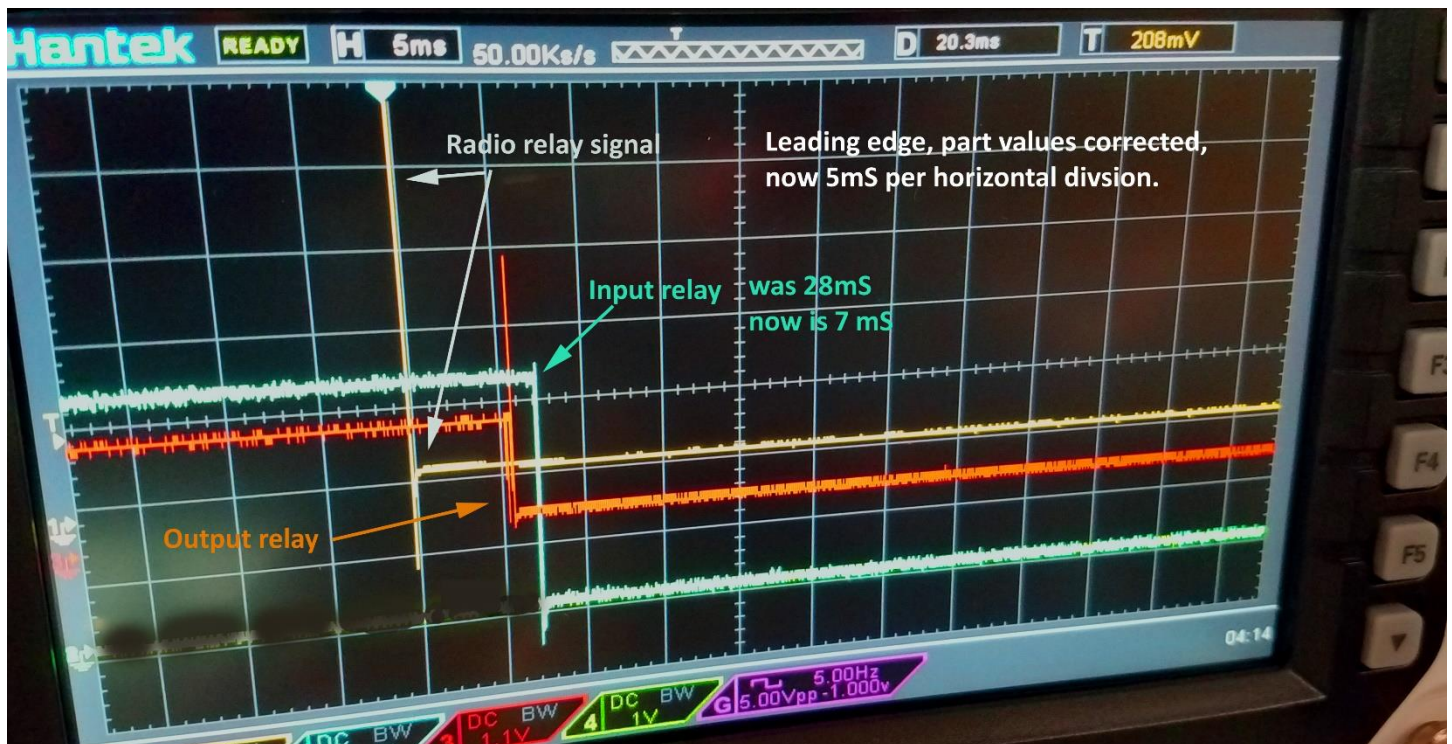 Hantek READY H 5ms 50.00Ks/s T D 20.3ms T 208mV
Radio relay signal
Leading edge, part values corrected,
now 5mS per horizontal divsion.
Input relay
was 28mS
now is 7 mS
T
Output relay
F4
F5
04:14
DC BW
3 DC BW
1.1V
4 DC BW
1V
G 5.00Hz
5.00Vpp -1.000v